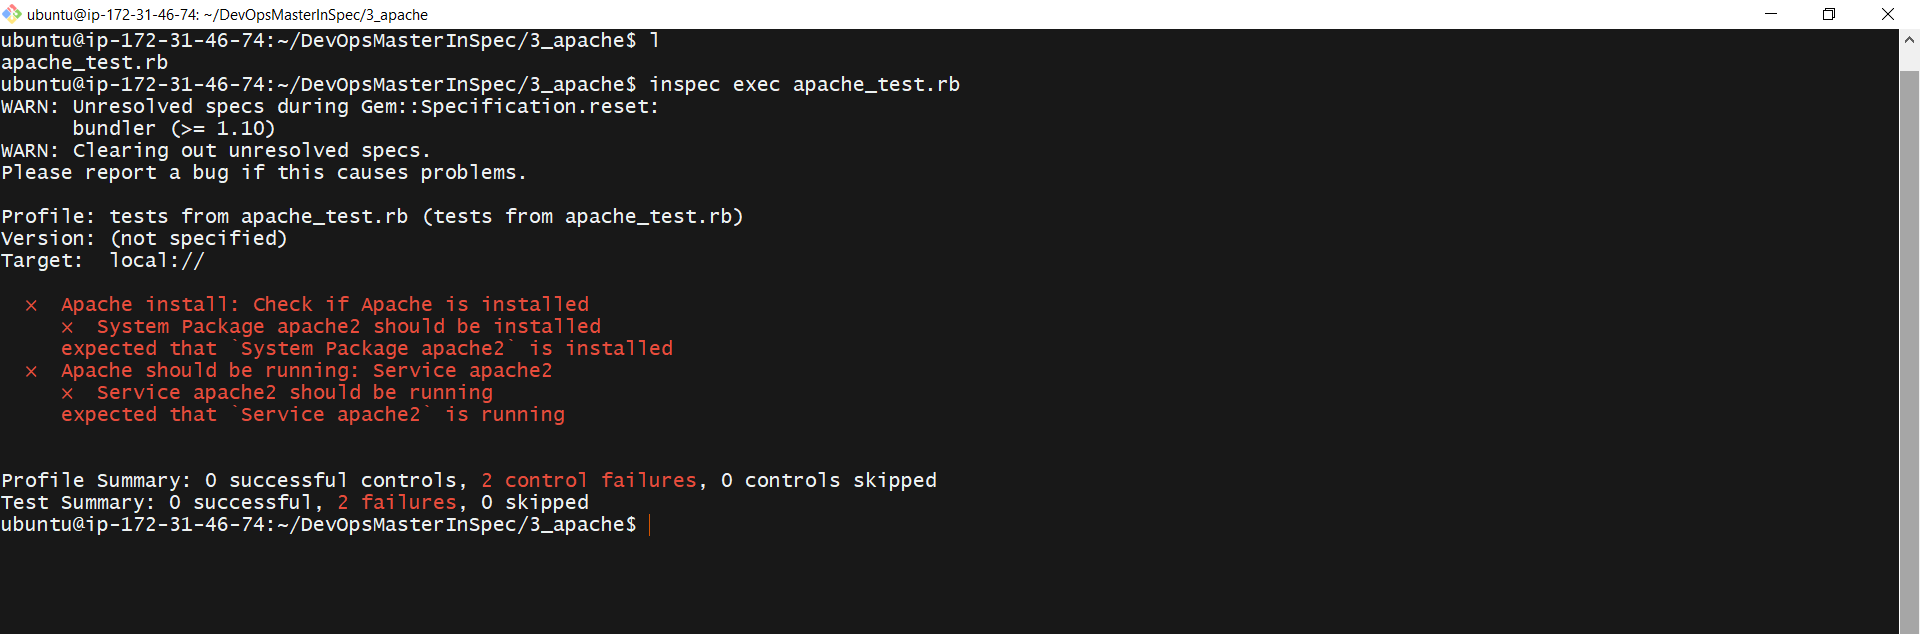 ubuntu@ip-172-31-46-74: ~/DevOpsMasterInSpec/3_apache
ubuntu@ip-172-31-46-74:~/DevOpsMasterInSpec/3_apache$ l
apache_test.rb
ubuntu@ip-172-31-46-74:~/DevOpsMasterInSpec/3_apache$ inspec exec apache_test.rb
WARN: Unresolved specs during Gem::Specification.reset:
      bundler (>= 1.10)
WARN: Clearing out unresolved specs.
Please report a bug if this causes problems.

Profile: tests from apache_test.rb (tests from apache_test.rb)
Version: (not specified)
Target:  local://

  ×  Apache install: Check if Apache is installed
     ×  System Package apache2 should be installed
     expected that `System Package apache2` is installed
  ×  Apache should be running: Service apache2
     ×  Service apache2 should be running
     expected that `Service apache2` is running

Profile Summary: 0 successful controls, 2 control failures, 0 controls skipped
Test Summary: 0 successful, 2 failures, 0 skipped
ubuntu@ip-172-31-46-74:~/DevOpsMasterInSpec/3_apache$